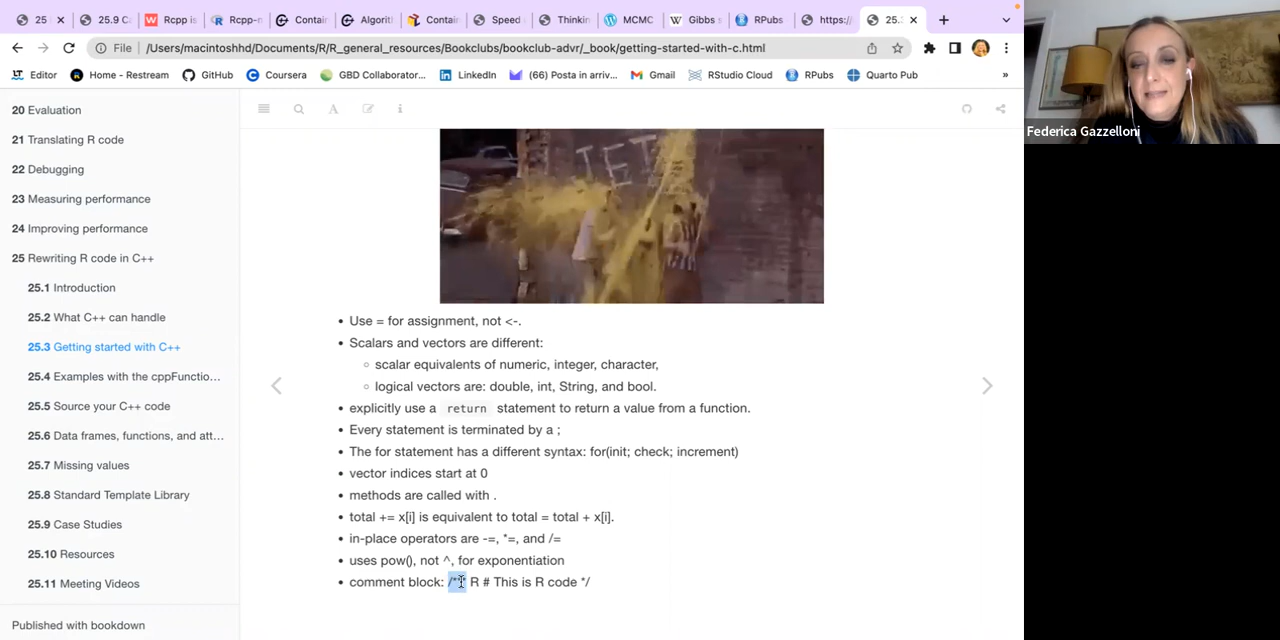 25
25.9 C
Rcpp is
Rcpp-r
Contain
Algorit
Contain
Speed
Thinkin
MCMC
Gibbs s
RPubs
https:/
25.
File
/Users/macintoshhd/Documents/R/R_general_resources/Bookclubs/bookclub-advr/_book/getting-started-with-c.html
Editor
Home - Restream
GitHub
Coursera
GBD Collaborator...
LinkedIn
(66) Posta in arriv...
Gmail
RStudio Cloud
RPubs
Quarto Pub
»
Federica Gazzelloni
20 Evaluation
21 Translating R code
22 Debugging
23 Measuring performance
24 Improving performance
25 Rewriting R code in C++
25.1 Introduction
25.2 What C++ can handle
25.3 Getting started with C++
25.4 Examples with the cppFunctio...
25.5 Source your C++ code
25.6 Data frames, functions, and att...
25.7 Missing values
25.8 Standard Template Library
25.9 Case Studies
25.10 Resources
25.11 Meeting Videos
Published with bookdown
• Use = for assignment, not <-.
• Scalars and vectors are different:
◦ scalar equivalents of numeric, integer, character,
◦ logical vectors are: double, int, String, and bool.
• explicitly use a return statement to return a value from a function.
• Every statement is terminated by a ;
• The for statement has a different syntax: for(init; check; increment)
• vector indices start at 0
• methods are called with .
• total += x[i] is equivalent to total = total + x[i].
• in-place operators are -=, *=, and /=
• uses pow(), not ^, for exponentiation
• comment block: /*** R # This is R code */